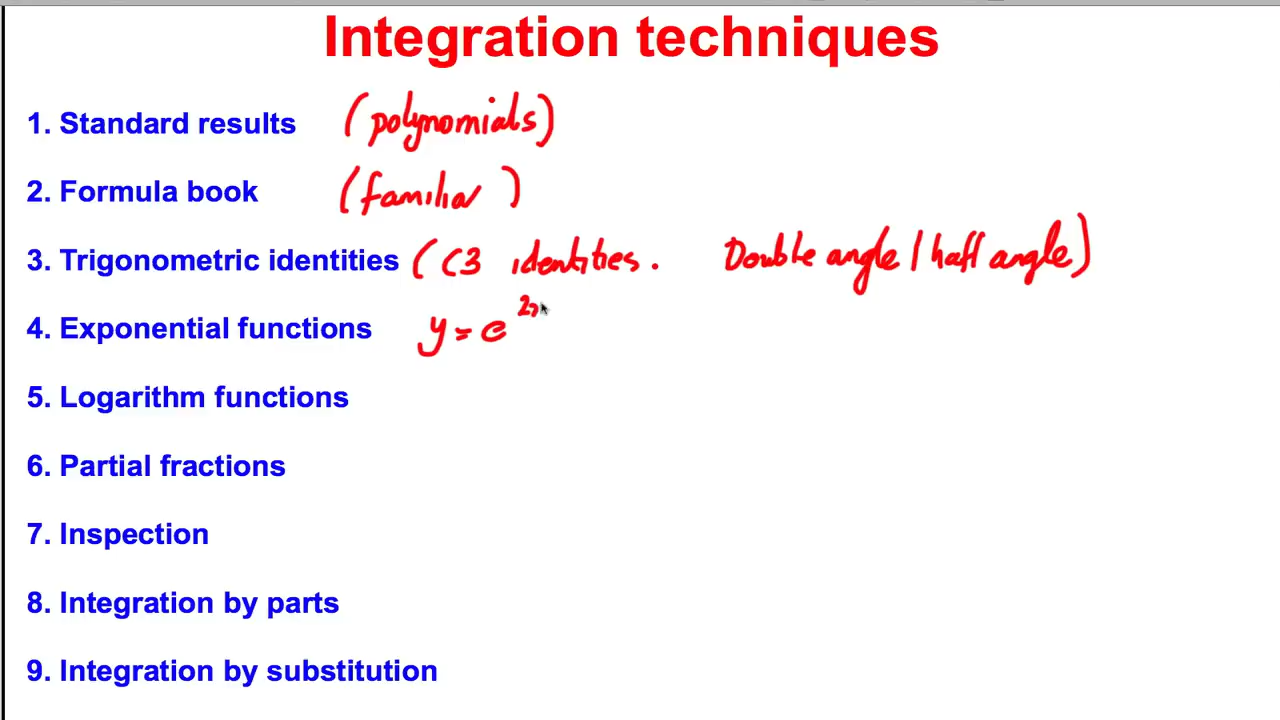 Integration techniques
1. Standard results (polynomials)
2. Formula book (familiar)
3. Trigonometric identities (C3 identities. Double angle / half angle)
4. Exponential functions y = e^2
5. Logarithm functions
6. Partial fractions
7. Inspection
8. Integration by parts
9. Integration by substitution